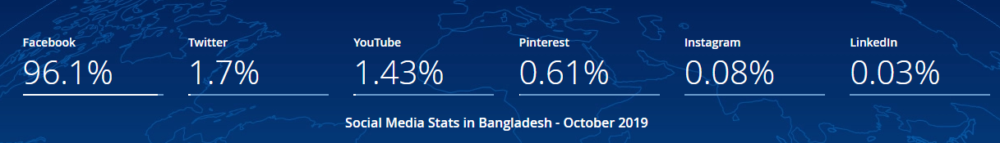 Facebook Twitter YouTube Pinterest Instagram LinkedIn
96.1% 1.7% 1.43% 0.61% 0.08% 0.03%
Social Media Stats in Bangladesh - October 2019